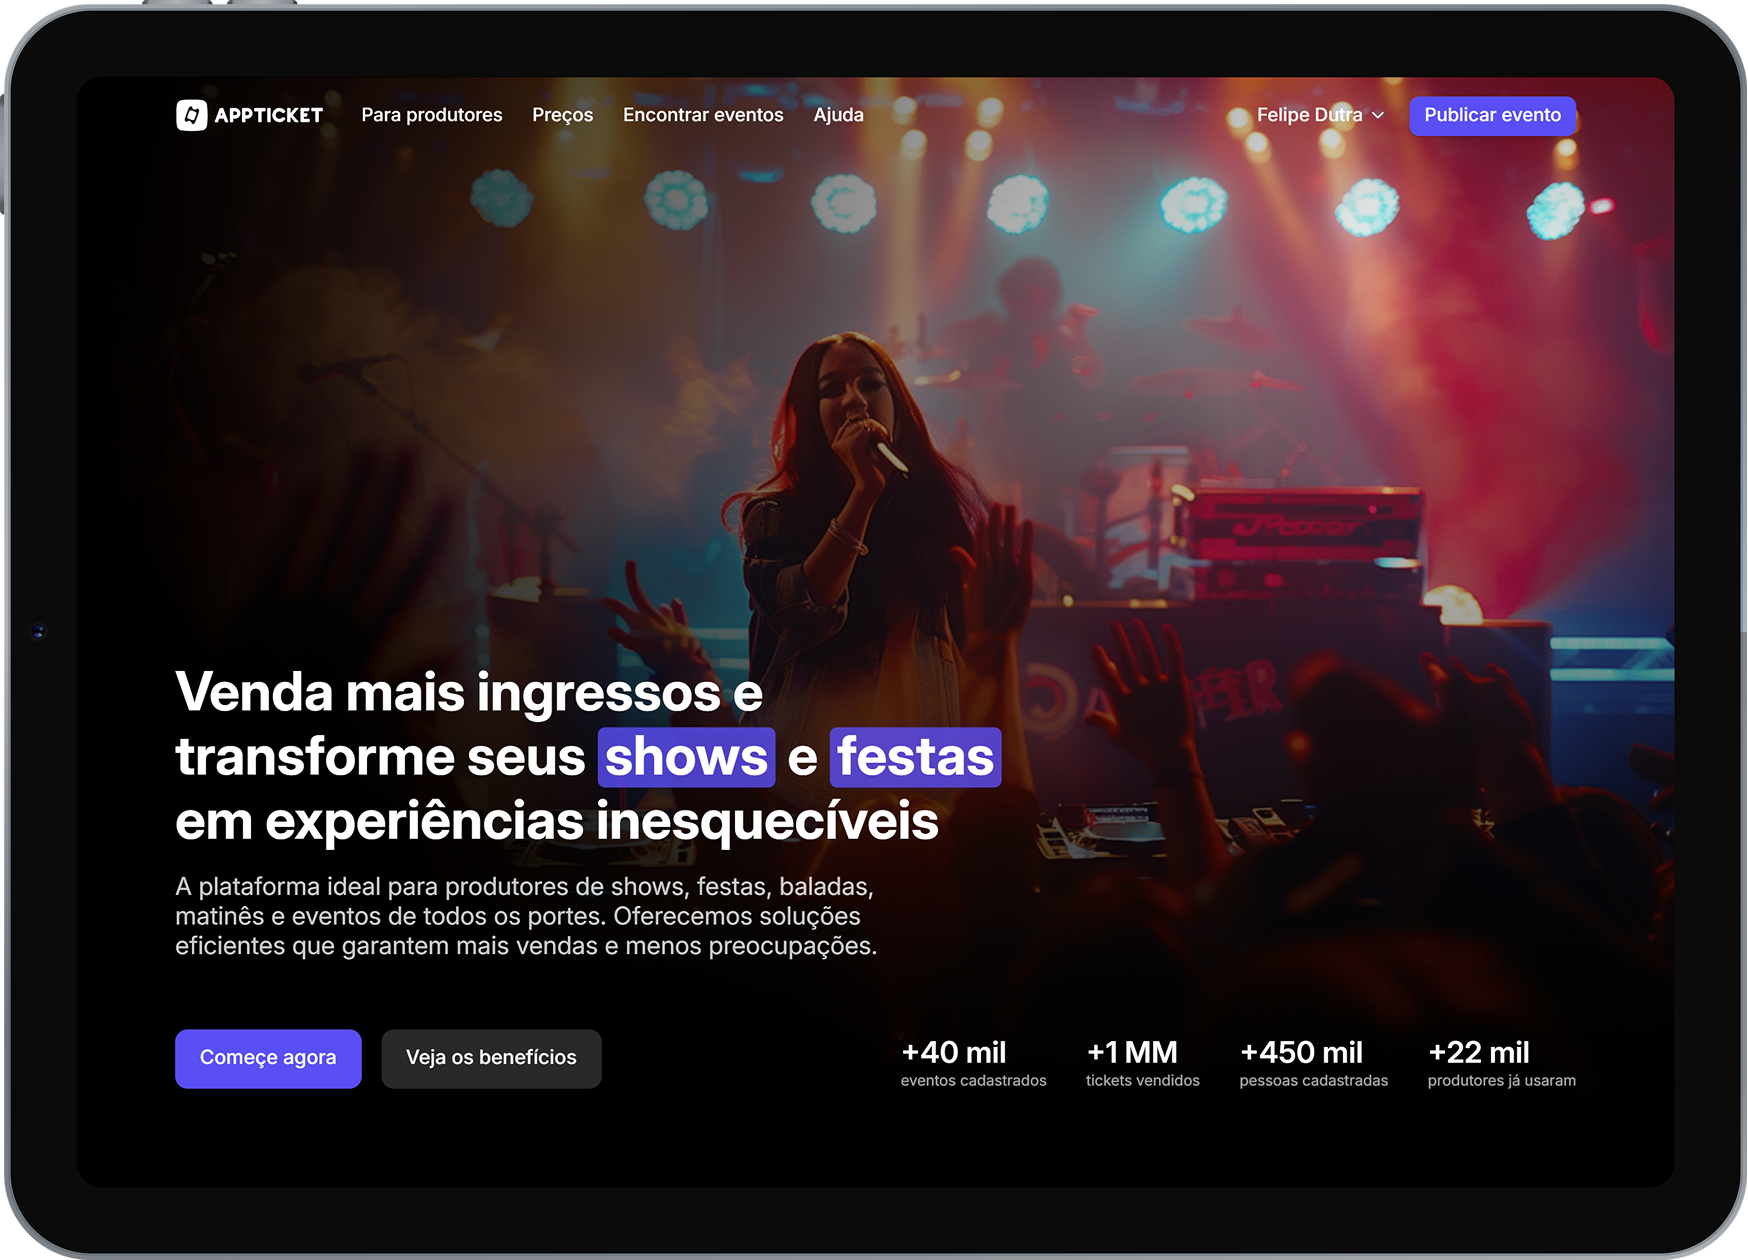 APPTICKET
Para produtores
Preços
Encontrar eventos
Ajuda
Felipe Dutra
Publicar evento
Venda mais ingressos e
transforme seus shows e festas
em experiências inesquecíveis
A plataforma ideal para produtores de shows, festas, baladas,
matinês e eventos de todos os portes. Oferecemos soluções
eficientes que garantem mais vendas e menos preocupações.
Começe agora
Veja os benefícios
+40 mil
eventos cadastrados
+1 MM
tickets vendidos
+450 mil
pessoas cadastradas
+22 mil
produtores já usaram